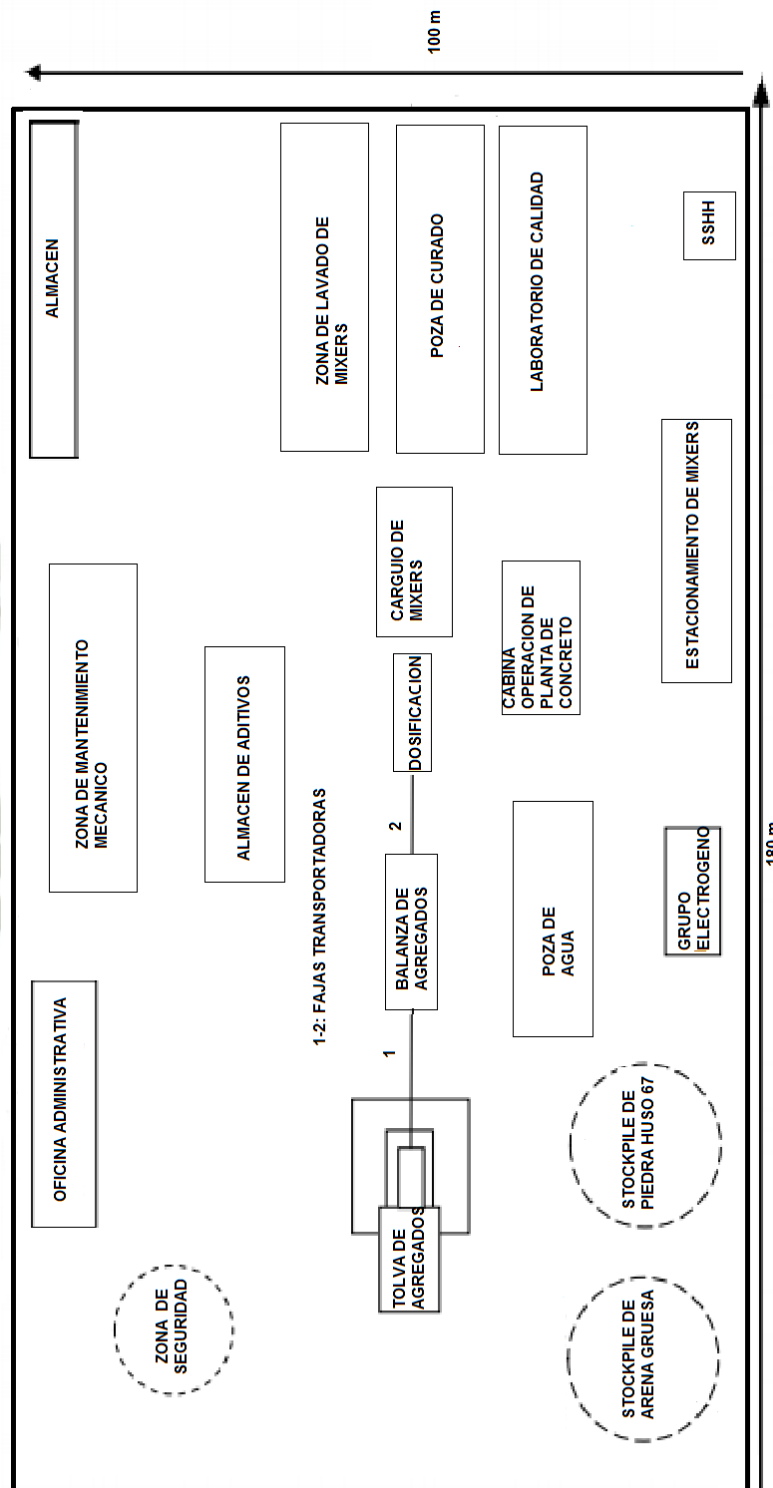 100 m
180 m
ALMACEN
ZONA DE LAVADO DE
MIXERS
POZA DE CURADO
LABORATORIO DE CALIDAD
SSHH
ZONA DE MANTENIMIENTO
MECANICO
ALMACEN DE ADITIVOS
CARGUIO DE
MIXERS
DOSIFICACION
CABINA
OPERACION DE
PLANTA DE
CONCRETO
ESTACIONAMIENTO DE MIXERS
1-2: FAJAS TRANSPORTADORAS
2
BALANZA DE
AGREGADOS
1
POZA DE
AGUA
GRUPO
ELECTROGENO
OFICINA ADMINISTRATIVA
ZONA DE
SEGURIDAD
TOLVA DE
AGREGADOS
STOCKPILE DE
PIEDRA HUSO 67
STOCKPILE DE
ARENA GRUESA